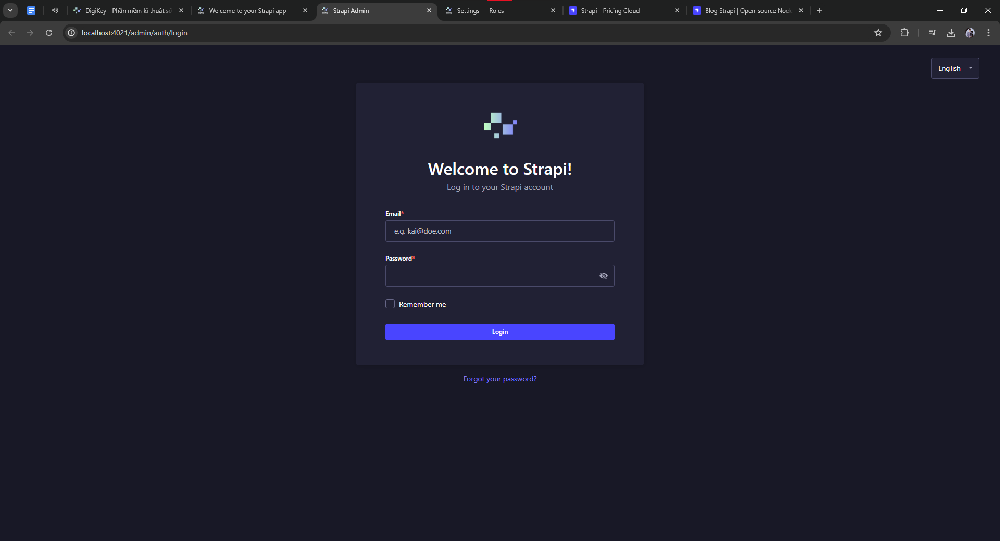 DigiKey - Phần mềm kĩ thuật số
Welcome to your Strapi app
Strapi Admin
Settings — Roles
Strapi - Pricing Cloud
Blog Strapi | Open-source Node
localhost:4021/admin/auth/login
English
Welcome to Strapi!
Log in to your Strapi account
Email*
e.g. kai@doe.com
Password*
Remember me
Login
Forgot your password?